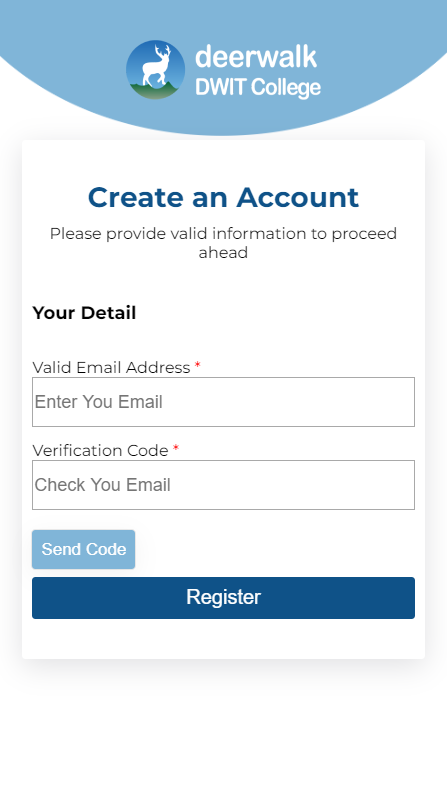 deerwalk
DWIT College
Create an Account
Please provide valid information to proceed
ahead
Your Detail
Valid Email Address *
Enter You Email
Verification Code *
Check You Email
Send Code
Register